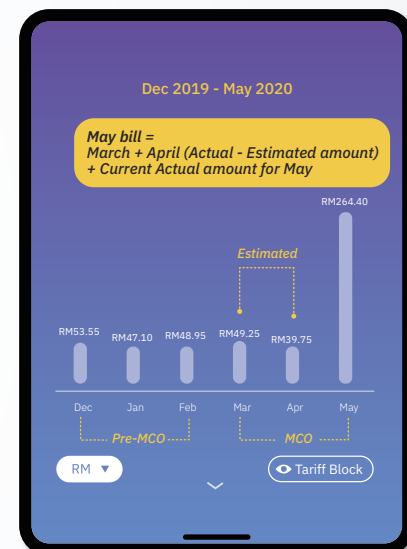 Dec 2019 - May 2020
May bill =
March + April (Actual - Estimated amount)
+ Current Actual amount for May
RM264.40
Estimated
RM53.55
RM47.10
RM48.95
RM49.25
RM39.75
Dec
Jan
Feb
Mar
Apr
May
Pre-MCO
MCO
RM
Tariff Block